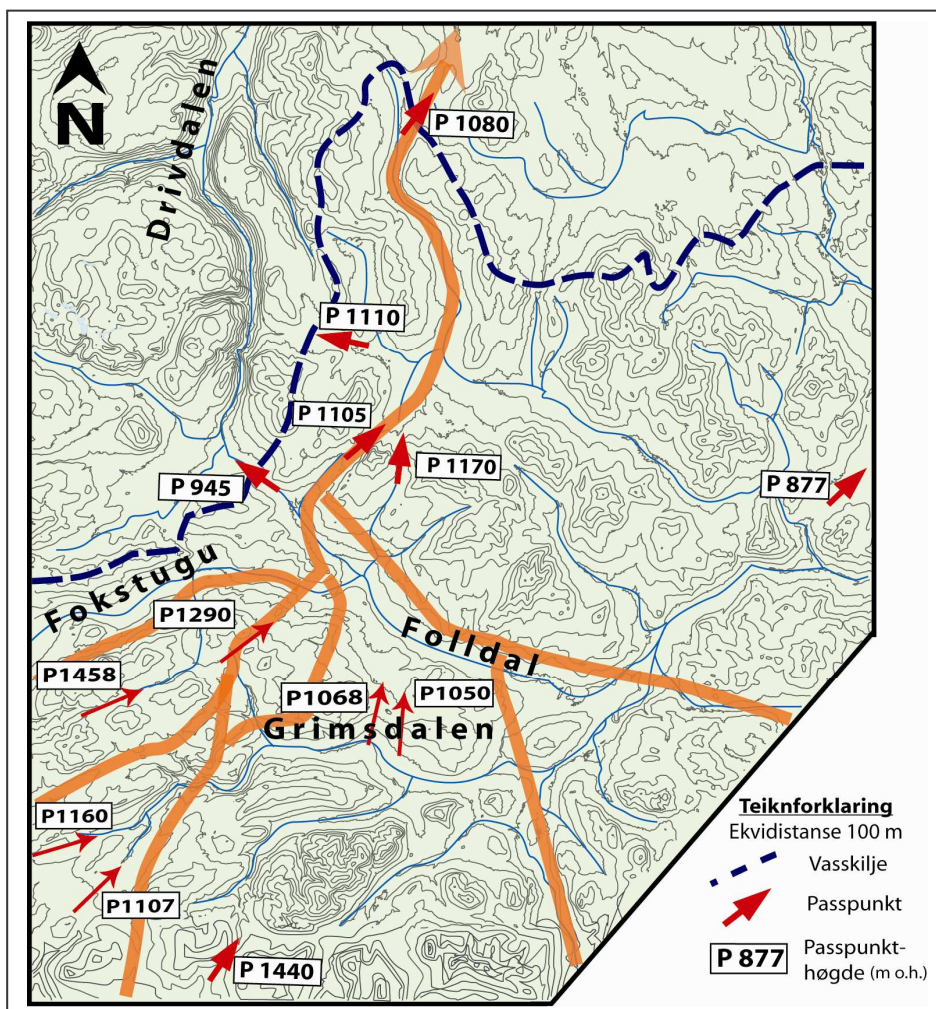 N
Drivdalen
P 1080
P 1110
P 1105
P 1170
P 945
P 877
Fokstugu
P1290
Folldal
P1458
P1068
P1050
Grimsdalen
P1160
P1107
P 1440
Teiknforklaring
Ekvidistanse 100 m
Vasskilje
Passpunkt
P 877
Passpunkt-
høgde (m o.h.)